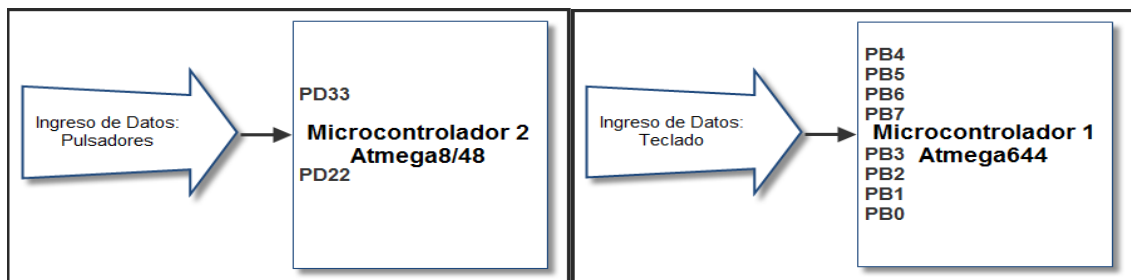 Ingreso de Datos:
Pulsadores
PD33
Microcontrolador 2
Atmega8/48
PD22
Ingreso de Datos:
Teclado
PB4
PB5
PB6
PB7
Microcontrolador 1
PB3
Atmega644
PB2
PB1
PB0